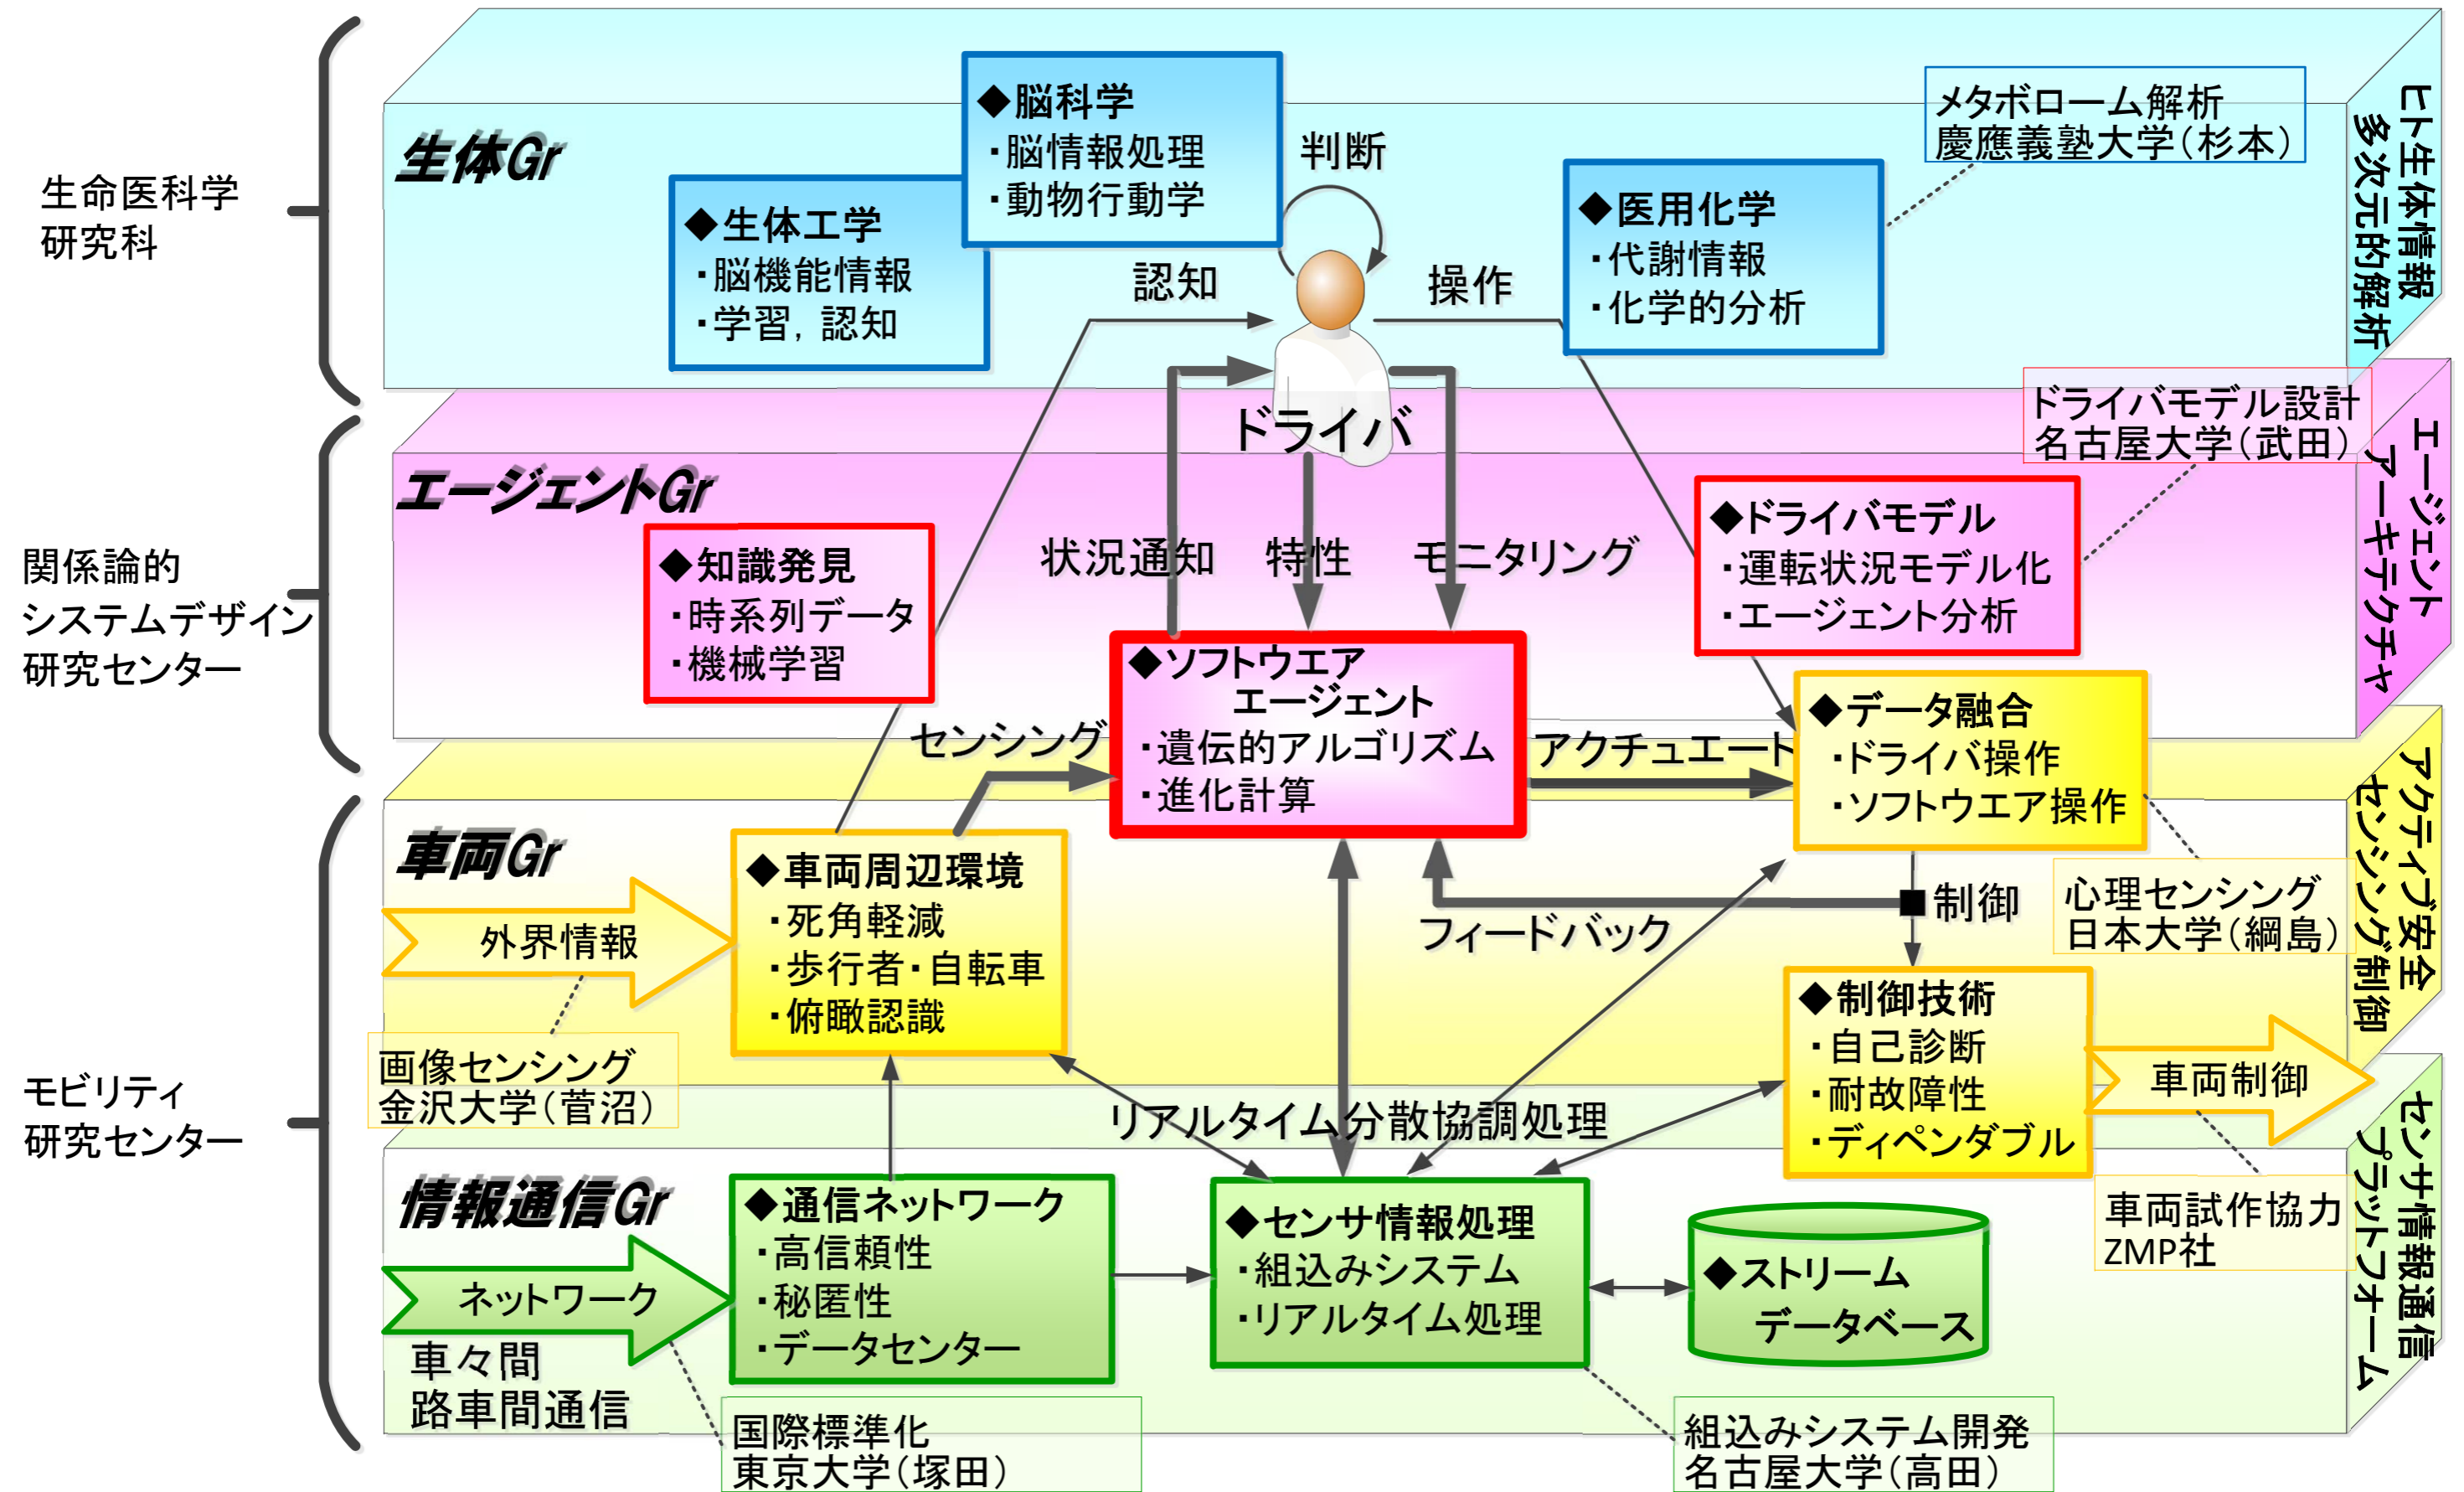 生命医科学
研究科
関係論的
システムデザイン
研究センター
モビリティ
研究センター
生体Gr
◆脳科学
・脳情報処理
・動物行動学
◆生体工学
・脳機能情報
・学習，認知
判断
認知
操作
◆医用化学
・代謝情報
・化学的分析
メタボローム解析
慶應義塾大学（杉本）
ヒト生体情報
多次元的解析
ドライバ
エージェントGr
◆知識発見
・時系列データ
・機械学習
状況通知
特性
モニタリング
◆ドライバモデル
・運転状況モデル化
・エージェント分析
ドライバモデル設計
名古屋大学（武田）
エージェント
アーキテクチャ
◆ソフトウエア
エージェント
・遺伝的アルゴリズム
・進化計算
センシング
アクチュエート
◆データ融合
・ドライバ操作
・ソフトウエア操作
車両Gr
外界情報
◆車両周辺環境
・死角軽減
・歩行者・自転車
・俯瞰認識
フィードバック
制御
心理センシング
日本大学（綱島）
アクティブ安全
センシング制御
画像センシング
金沢大学（菅沼）
◆制御技術
・自己診断
・耐故障性
・ディペンダブル
車両制御
リアルタイム分散協調処理
情報通信Gr
ネットワーク
車々間
路車間通信
◆通信ネットワーク
・高信頼性
・秘匿性
・データセンター
◆センサ情報処理
・組込みシステム
・リアルタイム処理
◆ストリーム
データベース
車両試作協力
ZMP社
センサ情報通信
プラットフォーム
国際標準化
東京大学（塚田）
組込みシステム開発
名古屋大学（高田）